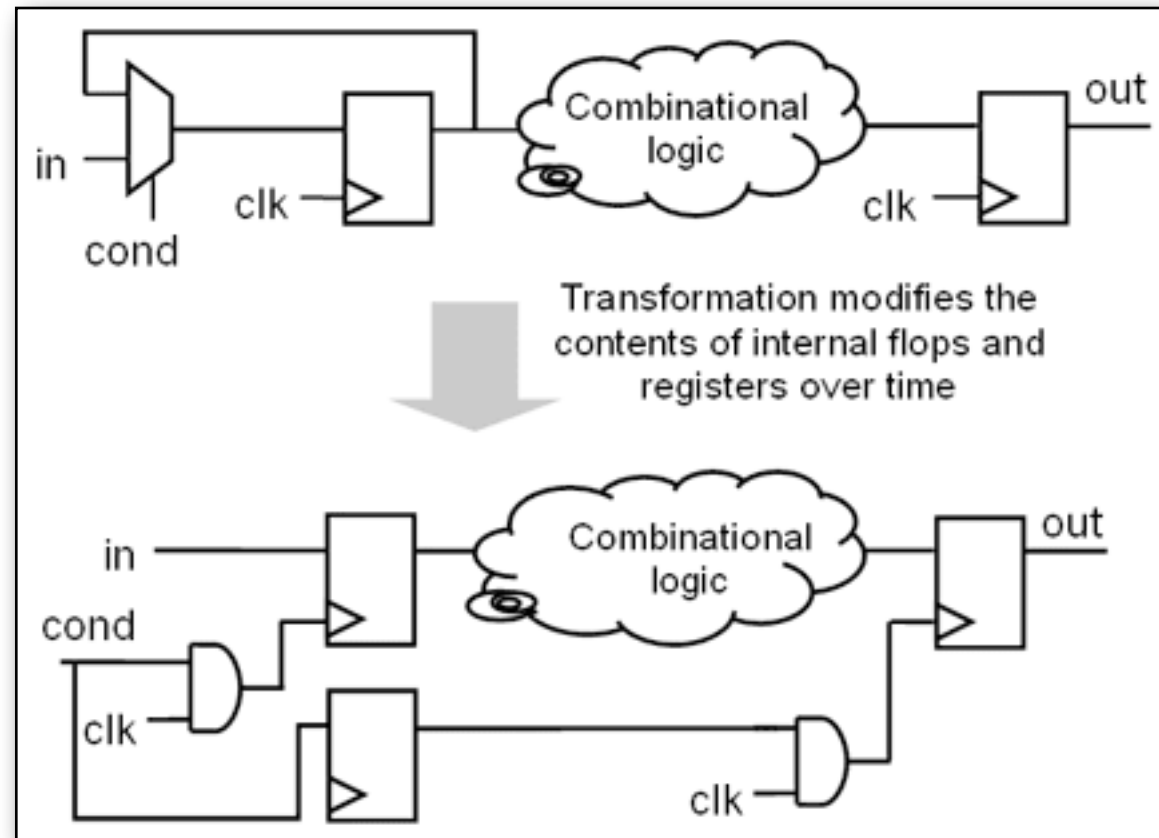 out
Combinational
logic
in
clk
clk
cond
Transformation modifies the
contents of internal flops and
registers over time
out
Combinational
logic
in
cond
clk
clk